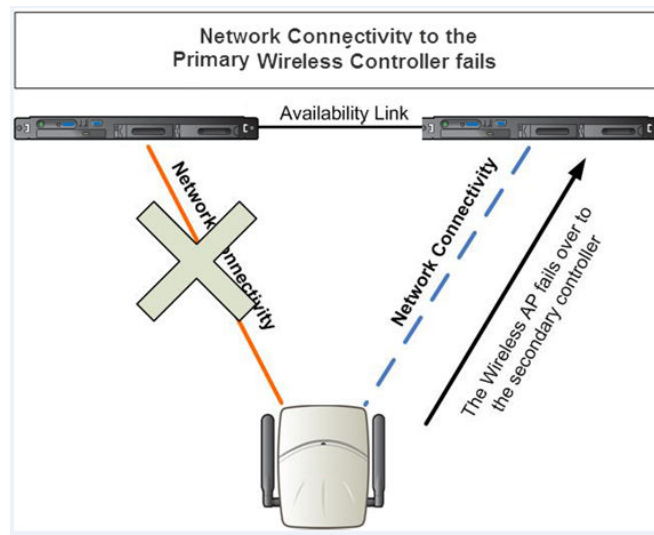 Network Connectivity to the
Primary Wireless Controller fails
Availability Link
Network Connectivity
Network Connectivity
The Wireless AP fails over to
the secondary controller